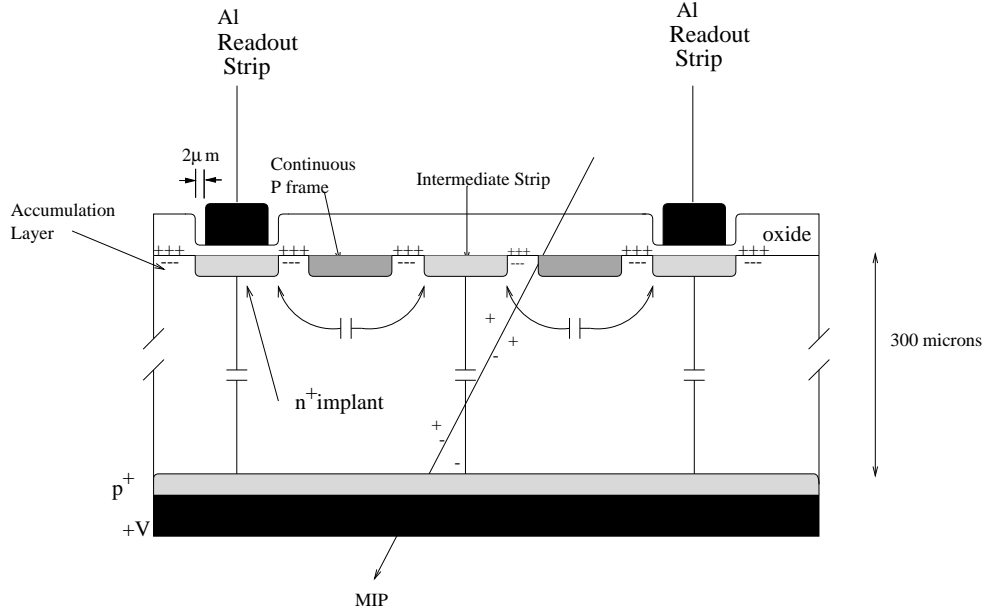 Al
Readout
Strip
Al
Readout
Strip
2μ m
Continuous
P frame
Intermediate Strip
Accumulation
Layer
oxide
+++
+++
+++
+++
+++
+++
---
---
---
---
---
---
+
+
-
300 microns
n+implant
+
-
-
p+
+V
MIP